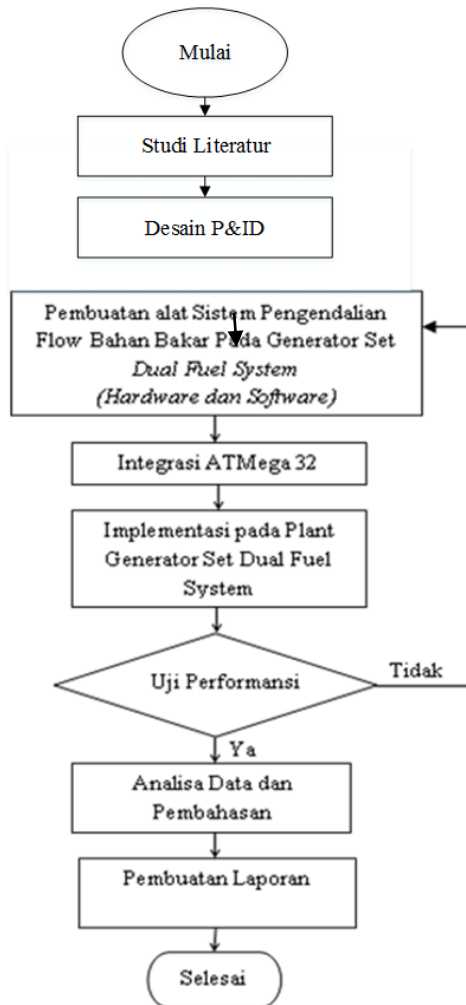 Mulai
Studi Literatur
Desain P&ID
Pembuatan alat Sistem Pengendalian
Flow Bahan Bakar Pada Generator Set
Dual Fuel System
(Hardware dan Software)
Integrasi ATMega 32
Implementasi pada Plant
Generator Set Dual Fuel
System
Uji Performansi
Tidak
Ya
Analisa Data dan
Pembahasan
Pembuatan Laporan
Selesai